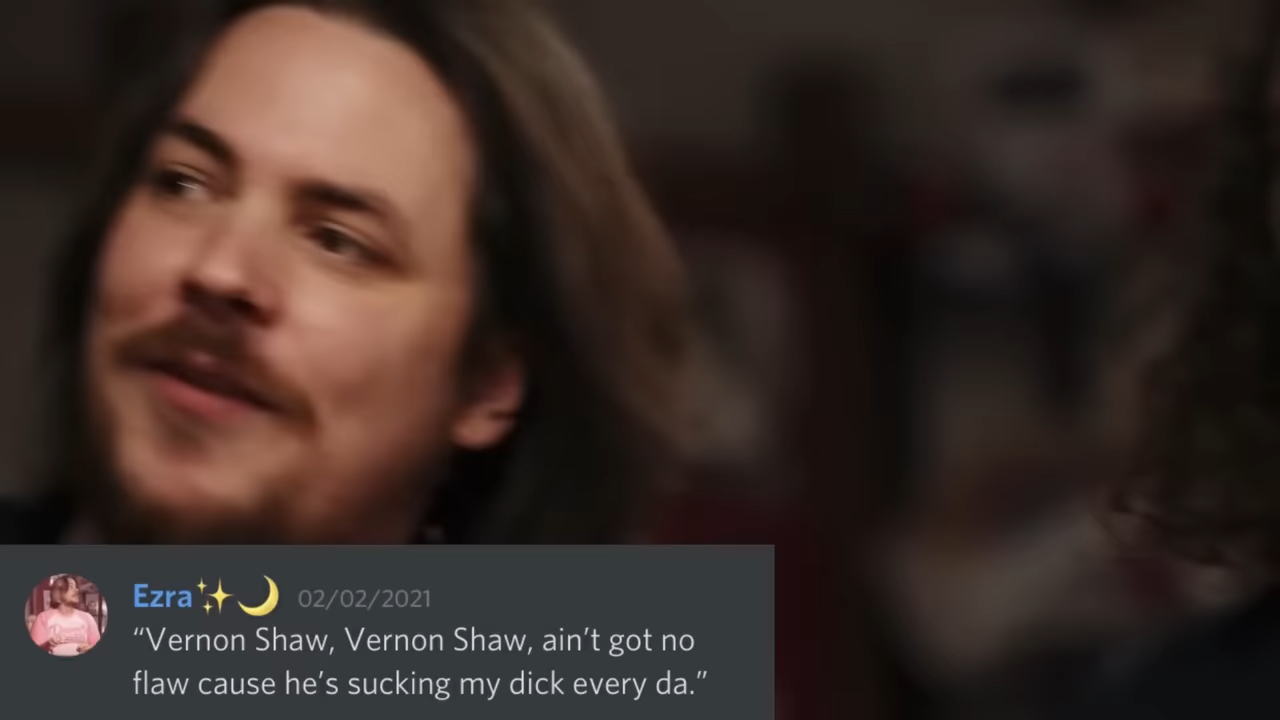 Ezra✨🌙 02/02/2021
“Vernon Shaw, Vernon Shaw, ain’t got no
flaw cause he’s sucking my dick every da.”